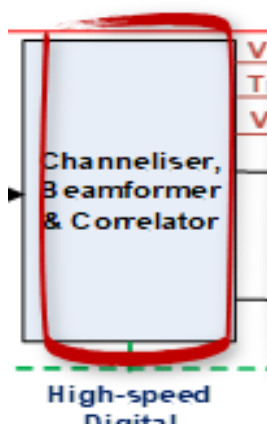 Channeliser,
Beamformer
& Correlator
V
T
V
High-speed
Digital